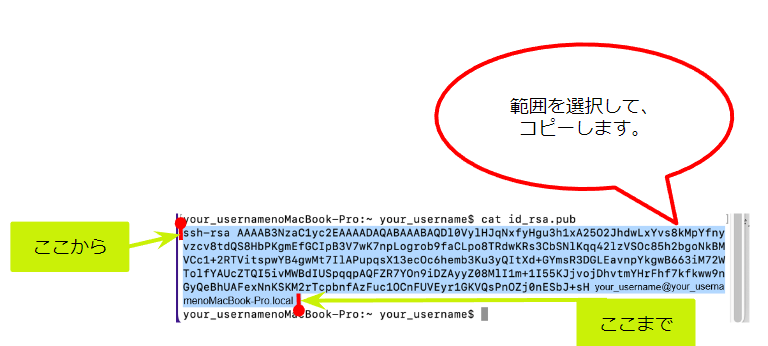 範囲を選択して、
コピーします。
your_usernamenoMacBook-Pro:~ your_username$ cat id_rsa.pub
ここから
ssh-rsa AAAAB3NzaC1yc2EAAAADAQABAAABAQDl0VylHJqNxfyHgu3h1xA25O2JhdwLxYvs8kMpYfny
vzcv8tdQS8HbPKgmEfGCIpB3V7wK7npLogrob9faCLpo8TRdwKRs3CbSNlKqq42lzVSOc85h2bgoNkBM
VCc1+2RTVitspwYB4gwMt7IlAPupqsX13ecOc6hemb3Ku3yQItXd+GYmsR3DGLEavnpYkgwB663iM72W
TolfYAUcZTQI5ivMWBdIUSpqqpAQFZR7YOn9iDZAyyZ08MlI1m+1I55KJjvojDhvtmYHrFhf7kfkww9n
GyQeBhUAFexNnKSKM2rTcpbnfAzFuc1OCnFUVEyr1GKVQsPnOZj0nESbJ+sH your_username@your_userna
menoMacBook-Pro.local
your_usernamenoMacBook-Pro:~ your_username$
ここまで